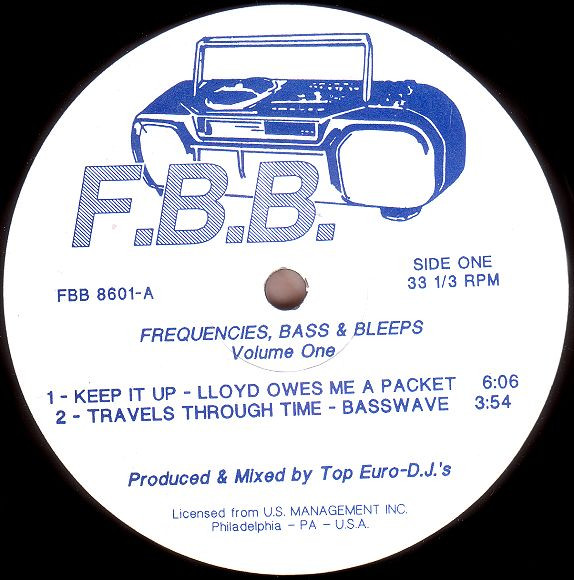 F.B.B.
SIDE ONE
33 1/3 RPM
FBB 8601-A
FREQUENCIES, BASS & BLEEPS
Volume One
1 - KEEP IT UP - LLOYD OWES ME A PACKET 6:06
2 - TRAVELS THROUGH TIME - BASSWAVE 3:54
Produced & Mixed by Top Euro-D.J.'s
Licensed from U.S. MANAGEMENT INC.
Philadelphia - PA - U.S.A.